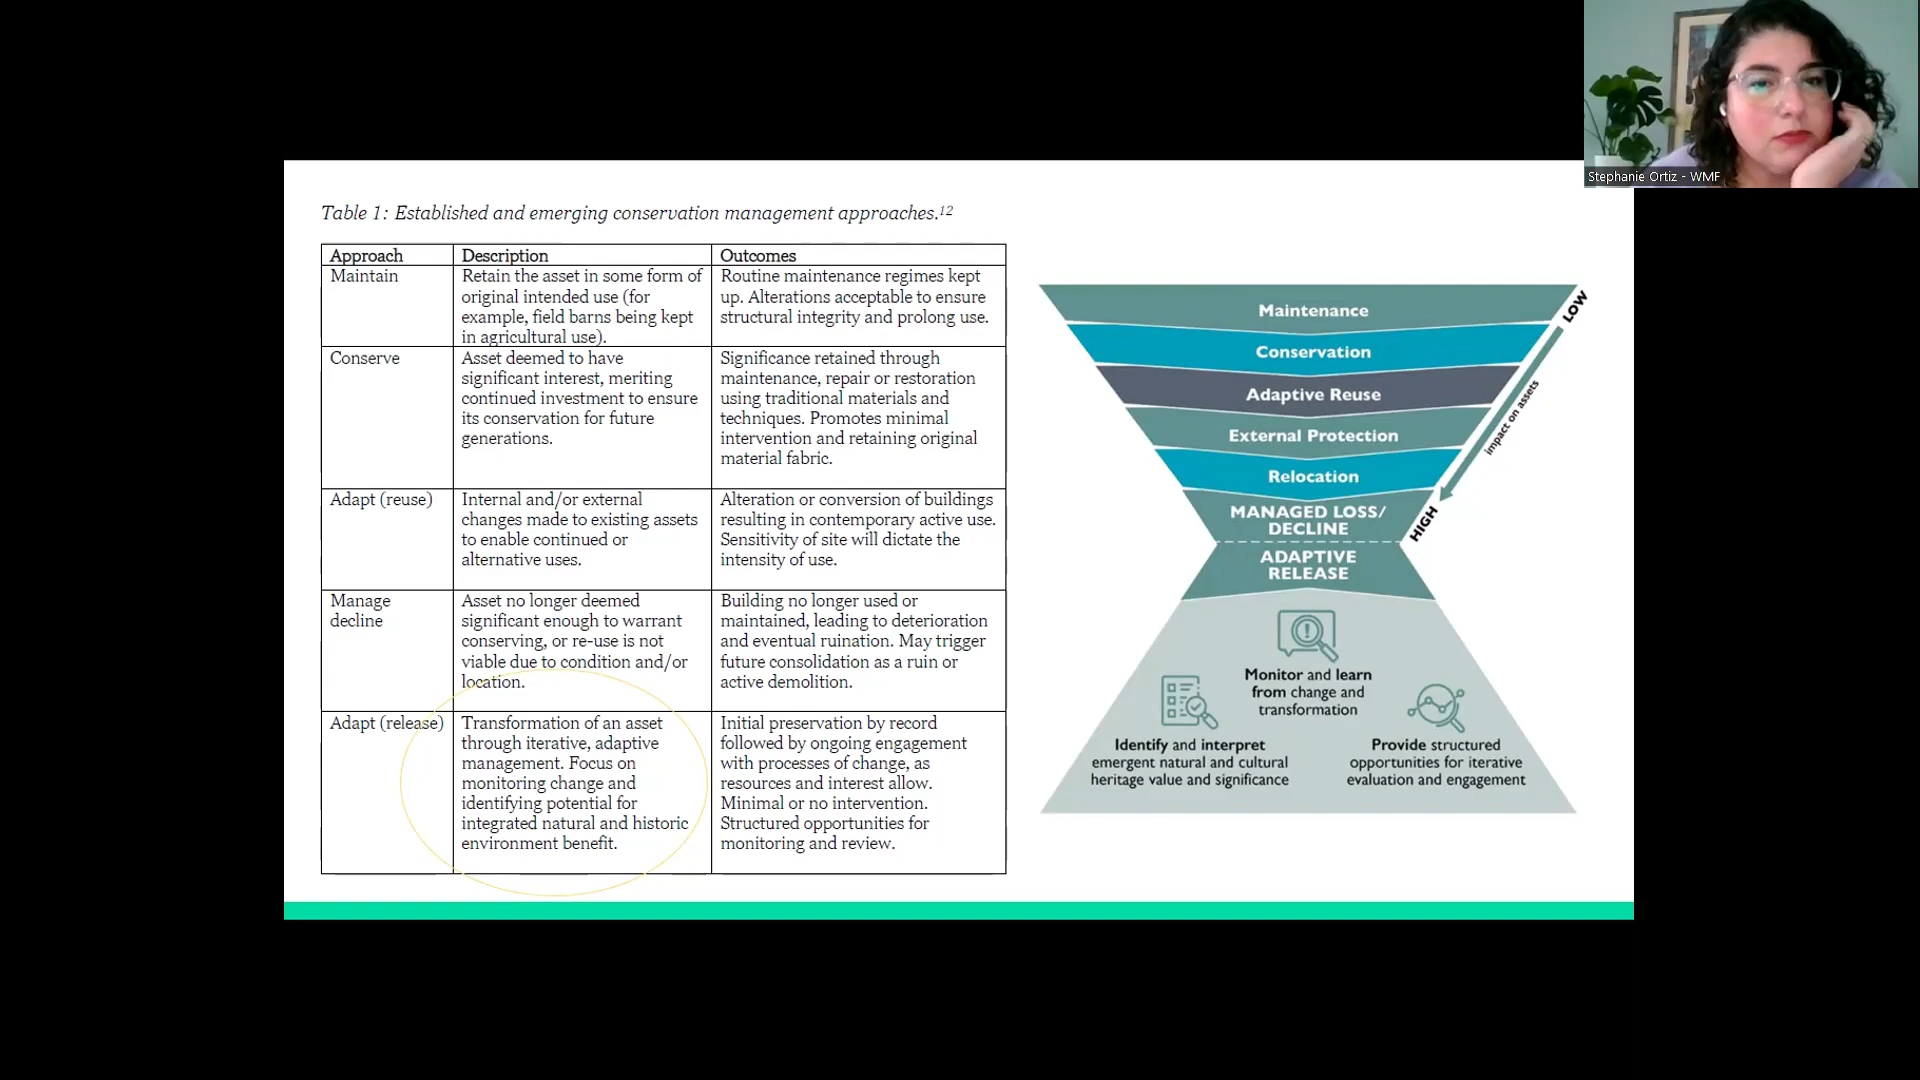 Stephanie Ortiz - WMF
Table 1: Established and emerging conservation management approaches.12
Approach
Description
Outcomes
Maintain
Retain the asset in some form of
original intended use (for
example, field barns being kept
in agricultural use).
Routine maintenance regimes kept
up. Alterations acceptable to ensure
structural integrity and prolong use.
Conserve
Asset deemed to have
significant interest, meriting
continued investment to ensure
its conservation for future
generations.
Significance retained through
maintenance, repair or restoration
using traditional materials and
techniques. Promotes minimal
intervention and retaining original
material fabric.
Adapt (reuse)
Internal and/or external
changes made to existing assets
to enable continued or
alternative uses.
Alteration or conversion of buildings
resulting in contemporary active use.
Sensitivity of site will dictate the
intensity of use.
Manage
decline
Asset no longer deemed
significant enough to warrant
conserving, or re-use is not
viable due to condition and/or
location.
Building no longer used or
maintained, leading to deterioration
and eventual ruination. May trigger
future consolidation as a ruin or
active demolition.
Adapt (release)
Transformation of an asset
through iterative, adaptive
management. Focus on
monitoring change and
identifying potential for
integrated natural and historic
environment benefit.
Initial preservation by record
followed by ongoing engagement
with processes of change, as
resources and interest allow.
Minimal or no intervention.
Structured opportunities for
monitoring and review.
Maintenance
Conservation
Adaptive Reuse
External Protection
Relocation
MANAGED LOSS/
DECLINE
ADAPTIVE
RELEASE
LOW
impact on assets
HIGH
Monitor and learn
from change and
transformation
Identify and interpret
emergent natural and cultural
heritage value and significance
Provide structured
opportunities for iterative
evaluation and engagement